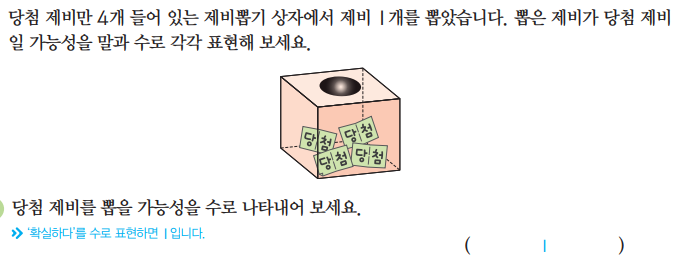 당첨 제비만 4개 들어 있는 제비뽑기 상자에서 제비 1개를 뽑았습니다. 뽑은 제비가 당첨 제비
일 가능성을 말과 수로 각각 표현해 보세요.
당첨 당첨
당첨 당첨
당첨 제비를 뽑을 가능성을 수로 나타내어 보세요.
≫ '확실하다'를 수로 표현하면 1입니다.
( 1 )